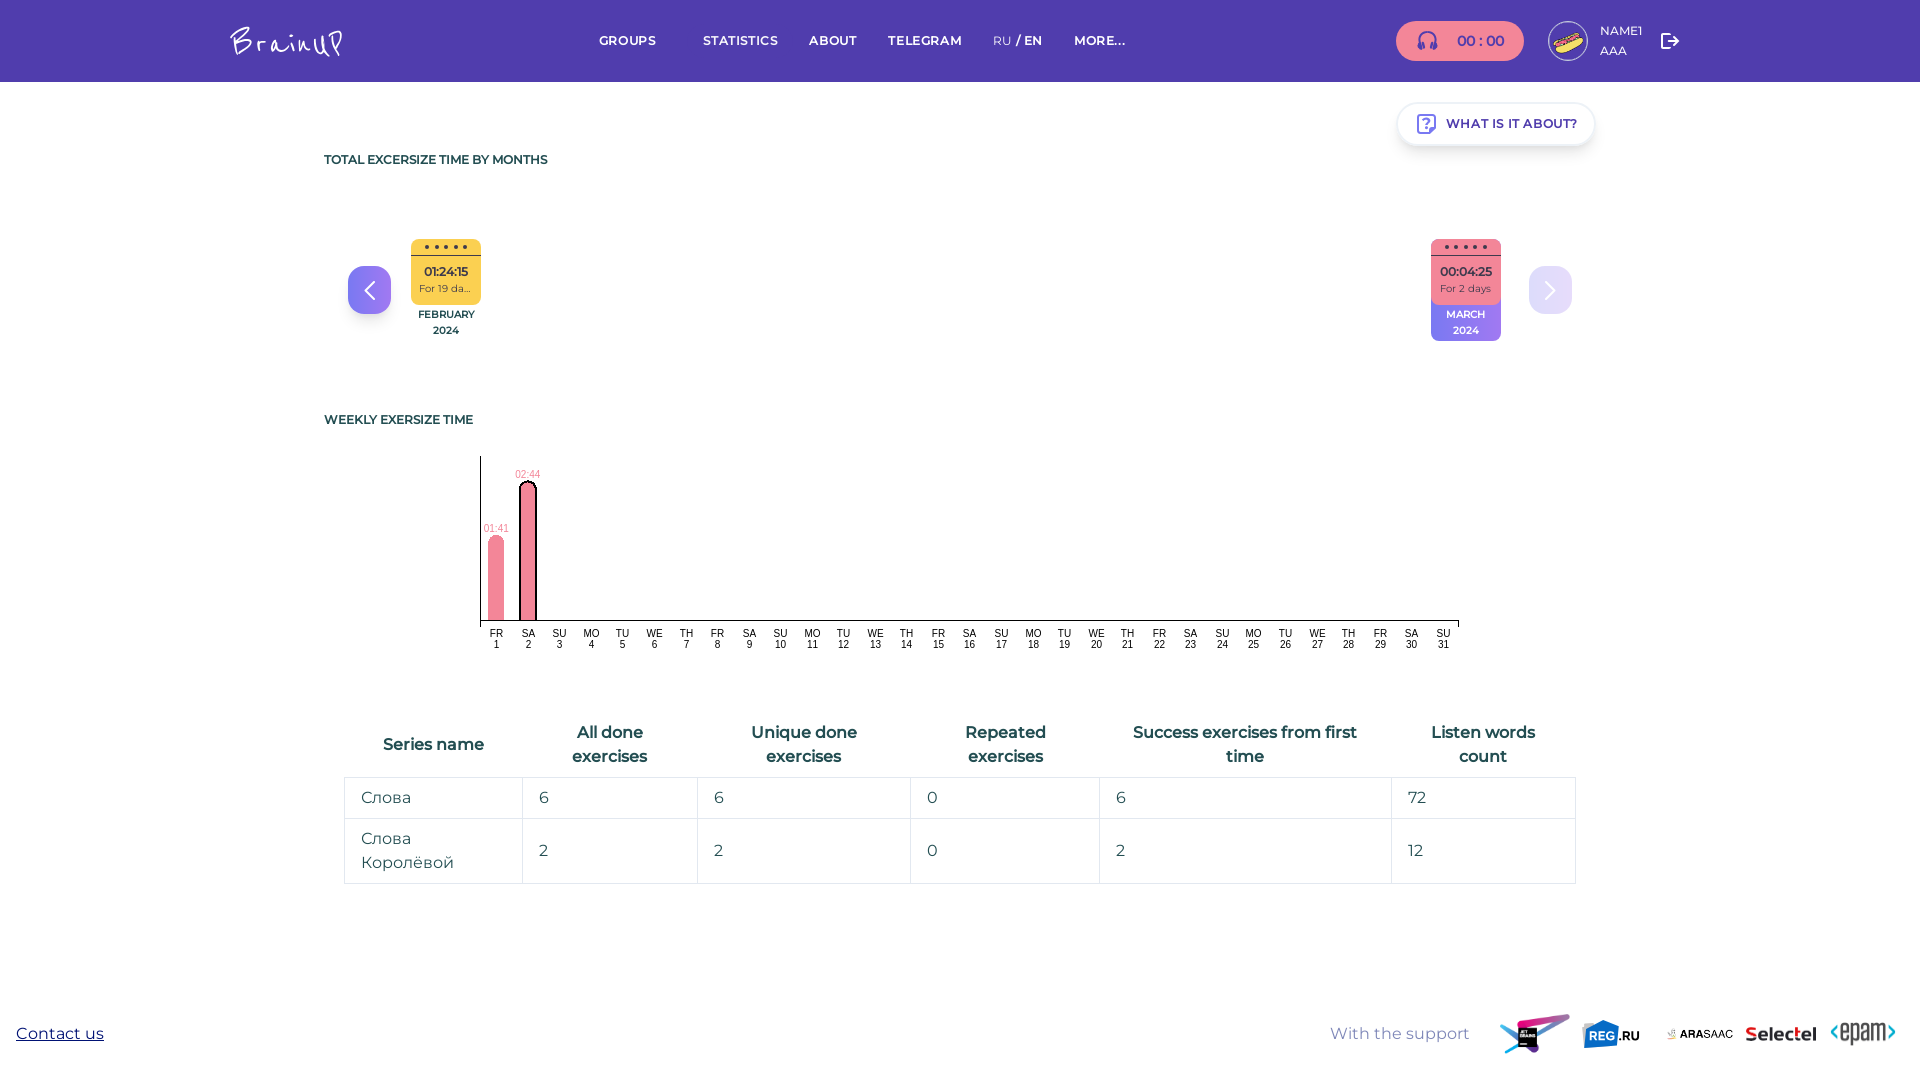 BrainUP GROUPS STATISTICS ABOUT TELEGRAM RU / EN MORE... 00 : 00 NAME1
AAA
WHAT IS IT ABOUT?
TOTAL EXCERSIZE TIME BY MONTHS
01:24:15 00:04:25
For 19 da... For 2 days
FEBRUARY MARCH
2024 2024
WEEKLY EXERSIZE TIME
02:44
01:41
FR SA SU MO TU WE TH FR SA SU MO TU WE TH FR SA SU MO TU WE TH FR SA SU MO TU WE TH FR SA SU
1 2 3 4 5 6 7 8 9 10 11 12 13 14 15 16 17 18 19 20 21 22 23 24 25 26 27 28 29 30 31
Series name All done exercises Unique done exercises Repeated exercises Success exercises from first time Listen words count
Слова 6 6 0 6 72
Слова Королёвой 2 2 0 2 12
Contact us With the support REG.RU ARASAAC Selectel <epam>